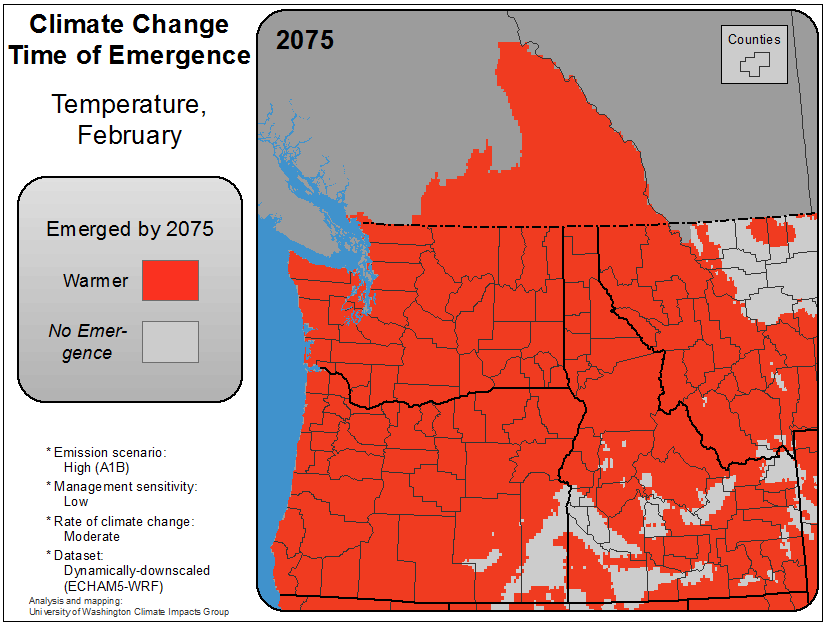 Climate Change
Time of Emergence
Temperature,
February
Emerged by 2075
Warmer
No Emer-
gence
* Emission scenario:
High (A1B)
* Management sensitivity:
Low
* Rate of climate change:
Moderate
* Dataset:
Dynamically-downscaled
(ECHAM5-WRF)
Analysis and mapping:
University of Washington Climate Impacts Group
2075
Counties